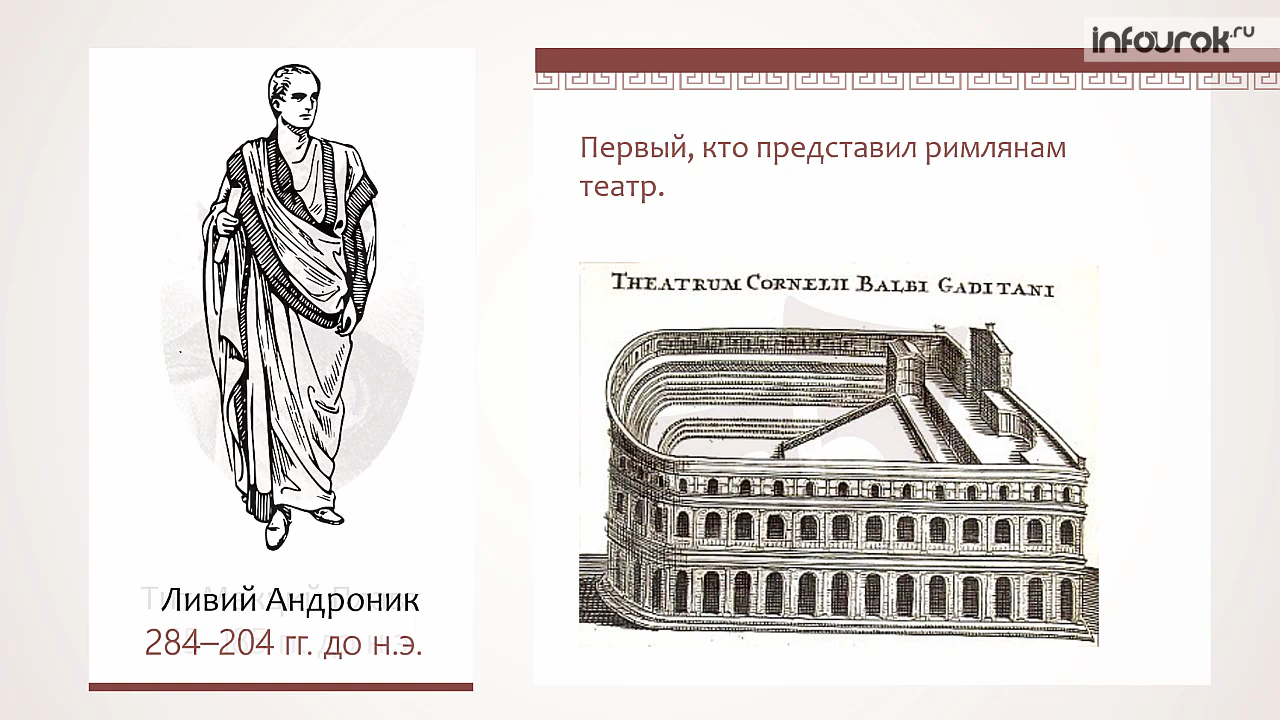 infourok.ru
Первый, кто представил римлянам
театр.
THEATRUM CORNELII BALBI GADITANI
Ливий Андроник
284–204 гг. до н.э.